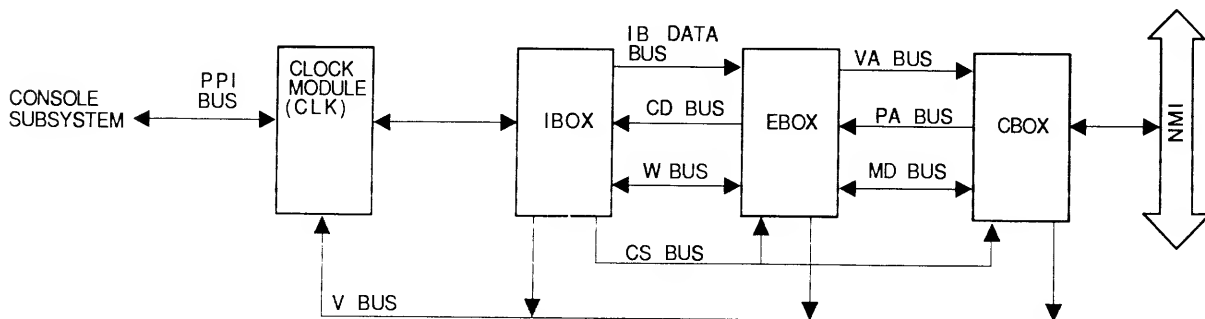 CONSOLE
SUBSYSTEM
PPI
BUS
CLOCK
MODULE
(CLK)
IBOX
IB DATA
BUS
CD BUS
W BUS
EBOX
VA BUS
PA BUS
MD BUS
CBOX
NMI
CS BUS
V BUS